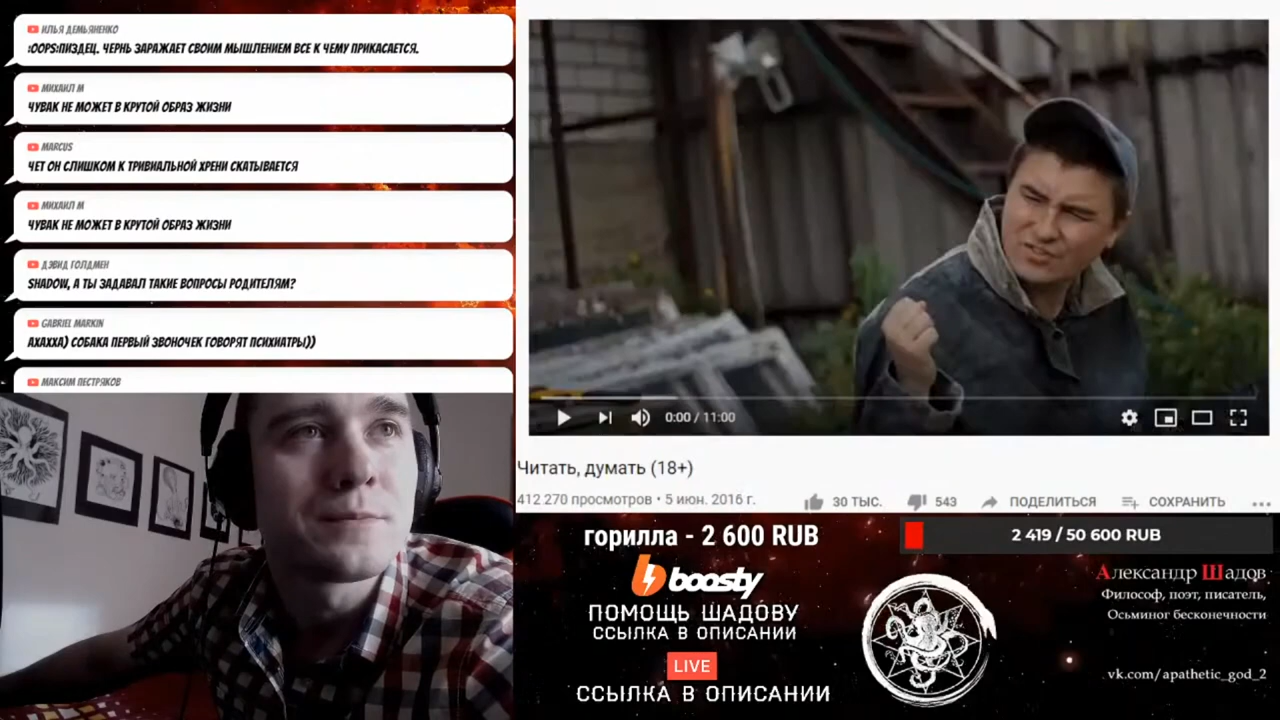 ИЛЬЯ ДЕМЬЯНЕНКО
:OOPS:ПИЗДЕЦ. ЧЕРНЬ ЗАРАЖАЕТ СВОИМ МЫШЛЕНИЕМ ВСЕ К ЧЕМУ ПРИКАСАЕТСЯ.
МИХАИЛ М
ЧУВАК НЕ МОЖЕТ В КРУТОЙ ОБРАЗ ЖИЗНИ
MARCUS
ЧЕТ ОН СЛИШКОМ К ТРИВИАЛЬНОЙ ХРЕНИ СКАТЫВАЕТСЯ
МИХАИЛ М
ЧУВАК НЕ МОЖЕТ В КРУТОЙ ОБРАЗ ЖИЗНИ
ДЭВИД ГОЛДМЕН
SHADOW, А ТЫ ЗАДАВАЛ ТАКИЕ ВОПРОСЫ РОДИТЕЛЯМ?
GABRIEL MARKIN
АХАХХА) СОБАКА ПЕРВЫЙ ЗВОНОЧЕК ГОВОРЯТ ПСИХИАТРЫ))
МАКСИМ ПЕСТРЯКОВ
0:00 / 11:00
Читать, думать (18+)
412 270 просмотров • 5 июн. 2016 г.
30 ТЫС.
543
ПОДЕЛИТЬСЯ
СОХРАНИТЬ
горилла - 2 600 RUB
2 419 / 50 600 RUB
boosty
ПОМОЩЬ ШАДОВУ
ССЫЛКА В ОПИСАНИИ
LIVE
ССЫЛКА В ОПИСАНИИ
Александр Шадов
Философ, поэт, писатель,
Осьминог бесконечности
vk.com/apathetic_god_2